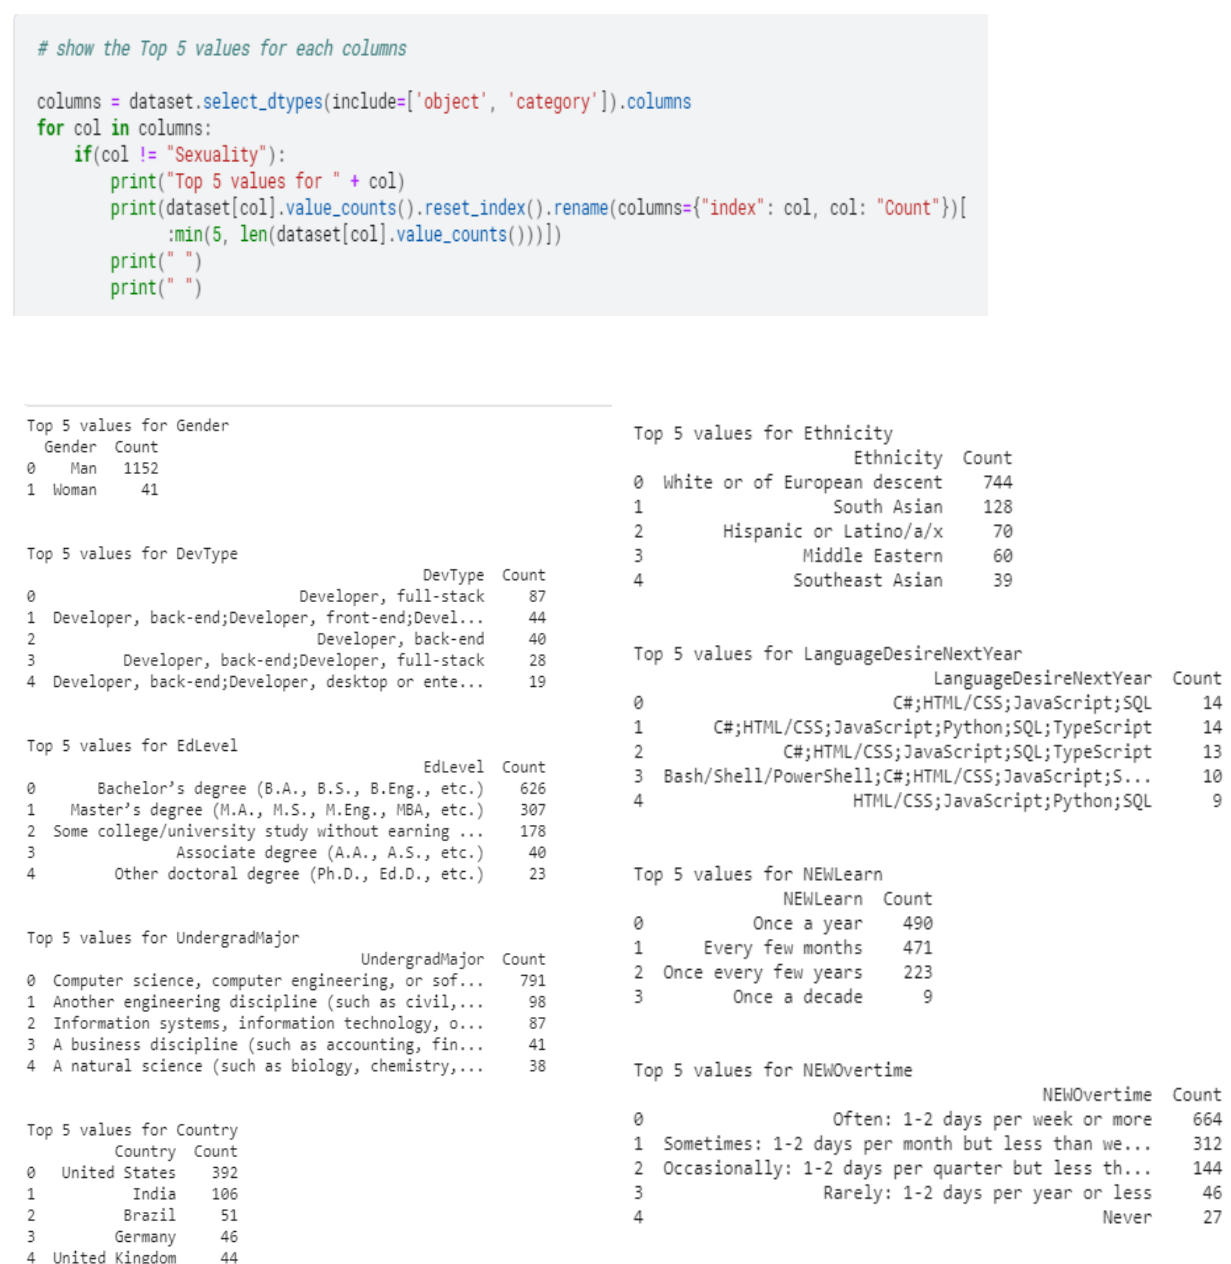 # show the Top 5 values for each columns
columns = dataset.select_dtypes(include=['object', 'category']).columns
for col in columns:
    if(col != "Sexuality"):
        print("Top 5 values for " + col)
        print(dataset[col].value_counts().reset_index().rename(columns={"index": col, col: "Count"})[
              :min(5, len(dataset[col].value_counts()))])
        print(" ")
        print(" ")
Top 5 values for Gender
Gender Count
0 Man 1152
1 Woman 41
Top 5 values for DevType
DevType Count
0 Developer, full-stack 87
1 Developer, back-end;Developer, front-end;Devel... 44
2 Developer, back-end 40
3 Developer, back-end;Developer, full-stack 28
4 Developer, back-end;Developer, desktop or ente... 19
Top 5 values for EdLevel
EdLevel Count
0 Bachelor’s degree (B.A., B.S., B.Eng., etc.) 626
1 Master’s degree (M.A., M.S., M.Eng., MBA, etc.) 307
2 Some college/university study without earning ... 178
3 Associate degree (A.A., A.S., etc.) 40
4 Other doctoral degree (Ph.D., Ed.D., etc.) 23
Top 5 values for UndergradMajor
UndergradMajor Count
0 Computer science, computer engineering, or sof... 791
1 Another engineering discipline (such as civil,... 98
2 Information systems, information technology, o... 87
3 A business discipline (such as accounting, fin... 41
4 A natural science (such as biology, chemistry,... 38
Top 5 values for Country
Country Count
0 United States 392
1 India 106
2 Brazil 51
3 Germany 46
4 United Kingdom 44
Top 5 values for Ethnicity
Ethnicity Count
0 White or of European descent 744
1 South Asian 128
2 Hispanic or Latino/a/x 70
3 Middle Eastern 60
4 Southeast Asian 39
Top 5 values for LanguageDesireNextYear
LanguageDesireNextYear Count
0 C#;HTML/CSS;JavaScript;SQL 14
1 C#;HTML/CSS;JavaScript;Python;SQL;TypeScript 14
2 C#;HTML/CSS;JavaScript;SQL;TypeScript 13
3 Bash/Shell/PowerShell;C#;HTML/CSS;JavaScript;S... 10
4 HTML/CSS;JavaScript;Python;SQL 9
Top 5 values for NEWLearn
NEWLearn Count
0 Once a year 490
1 Every few months 471
2 Once every few years 223
3 Once a decade 9
Top 5 values for NEWOvertime
NEWOvertime Count
0 Often: 1-2 days per week or more 664
1 Sometimes: 1-2 days per month but less than we... 312
2 Occasionally: 1-2 days per quarter but less th... 144
3 Rarely: 1-2 days per year or less 46
4 Never 27